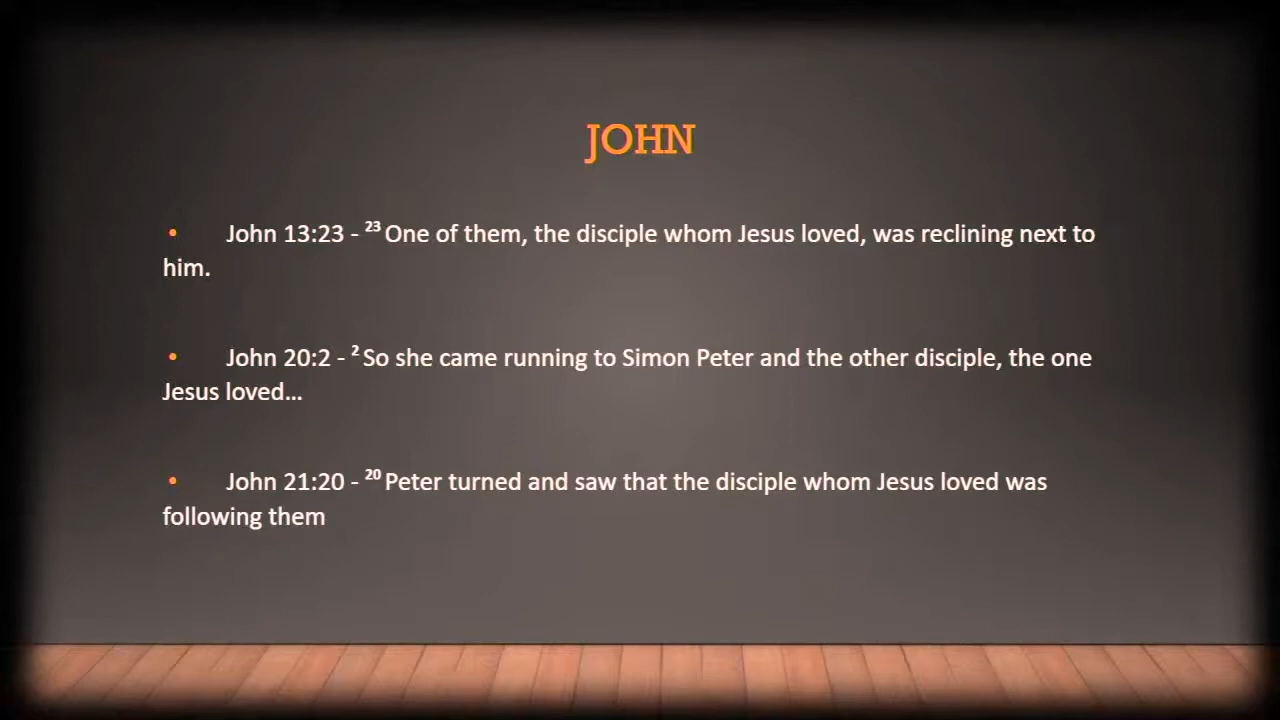 JOHN
• John 13:23 - ²³ One of them, the disciple whom Jesus loved, was reclining next to
him.
• John 20:2 - ² So she came running to Simon Peter and the other disciple, the one
Jesus loved...
• John 21:20 - ²⁰ Peter turned and saw that the disciple whom Jesus loved was
following them